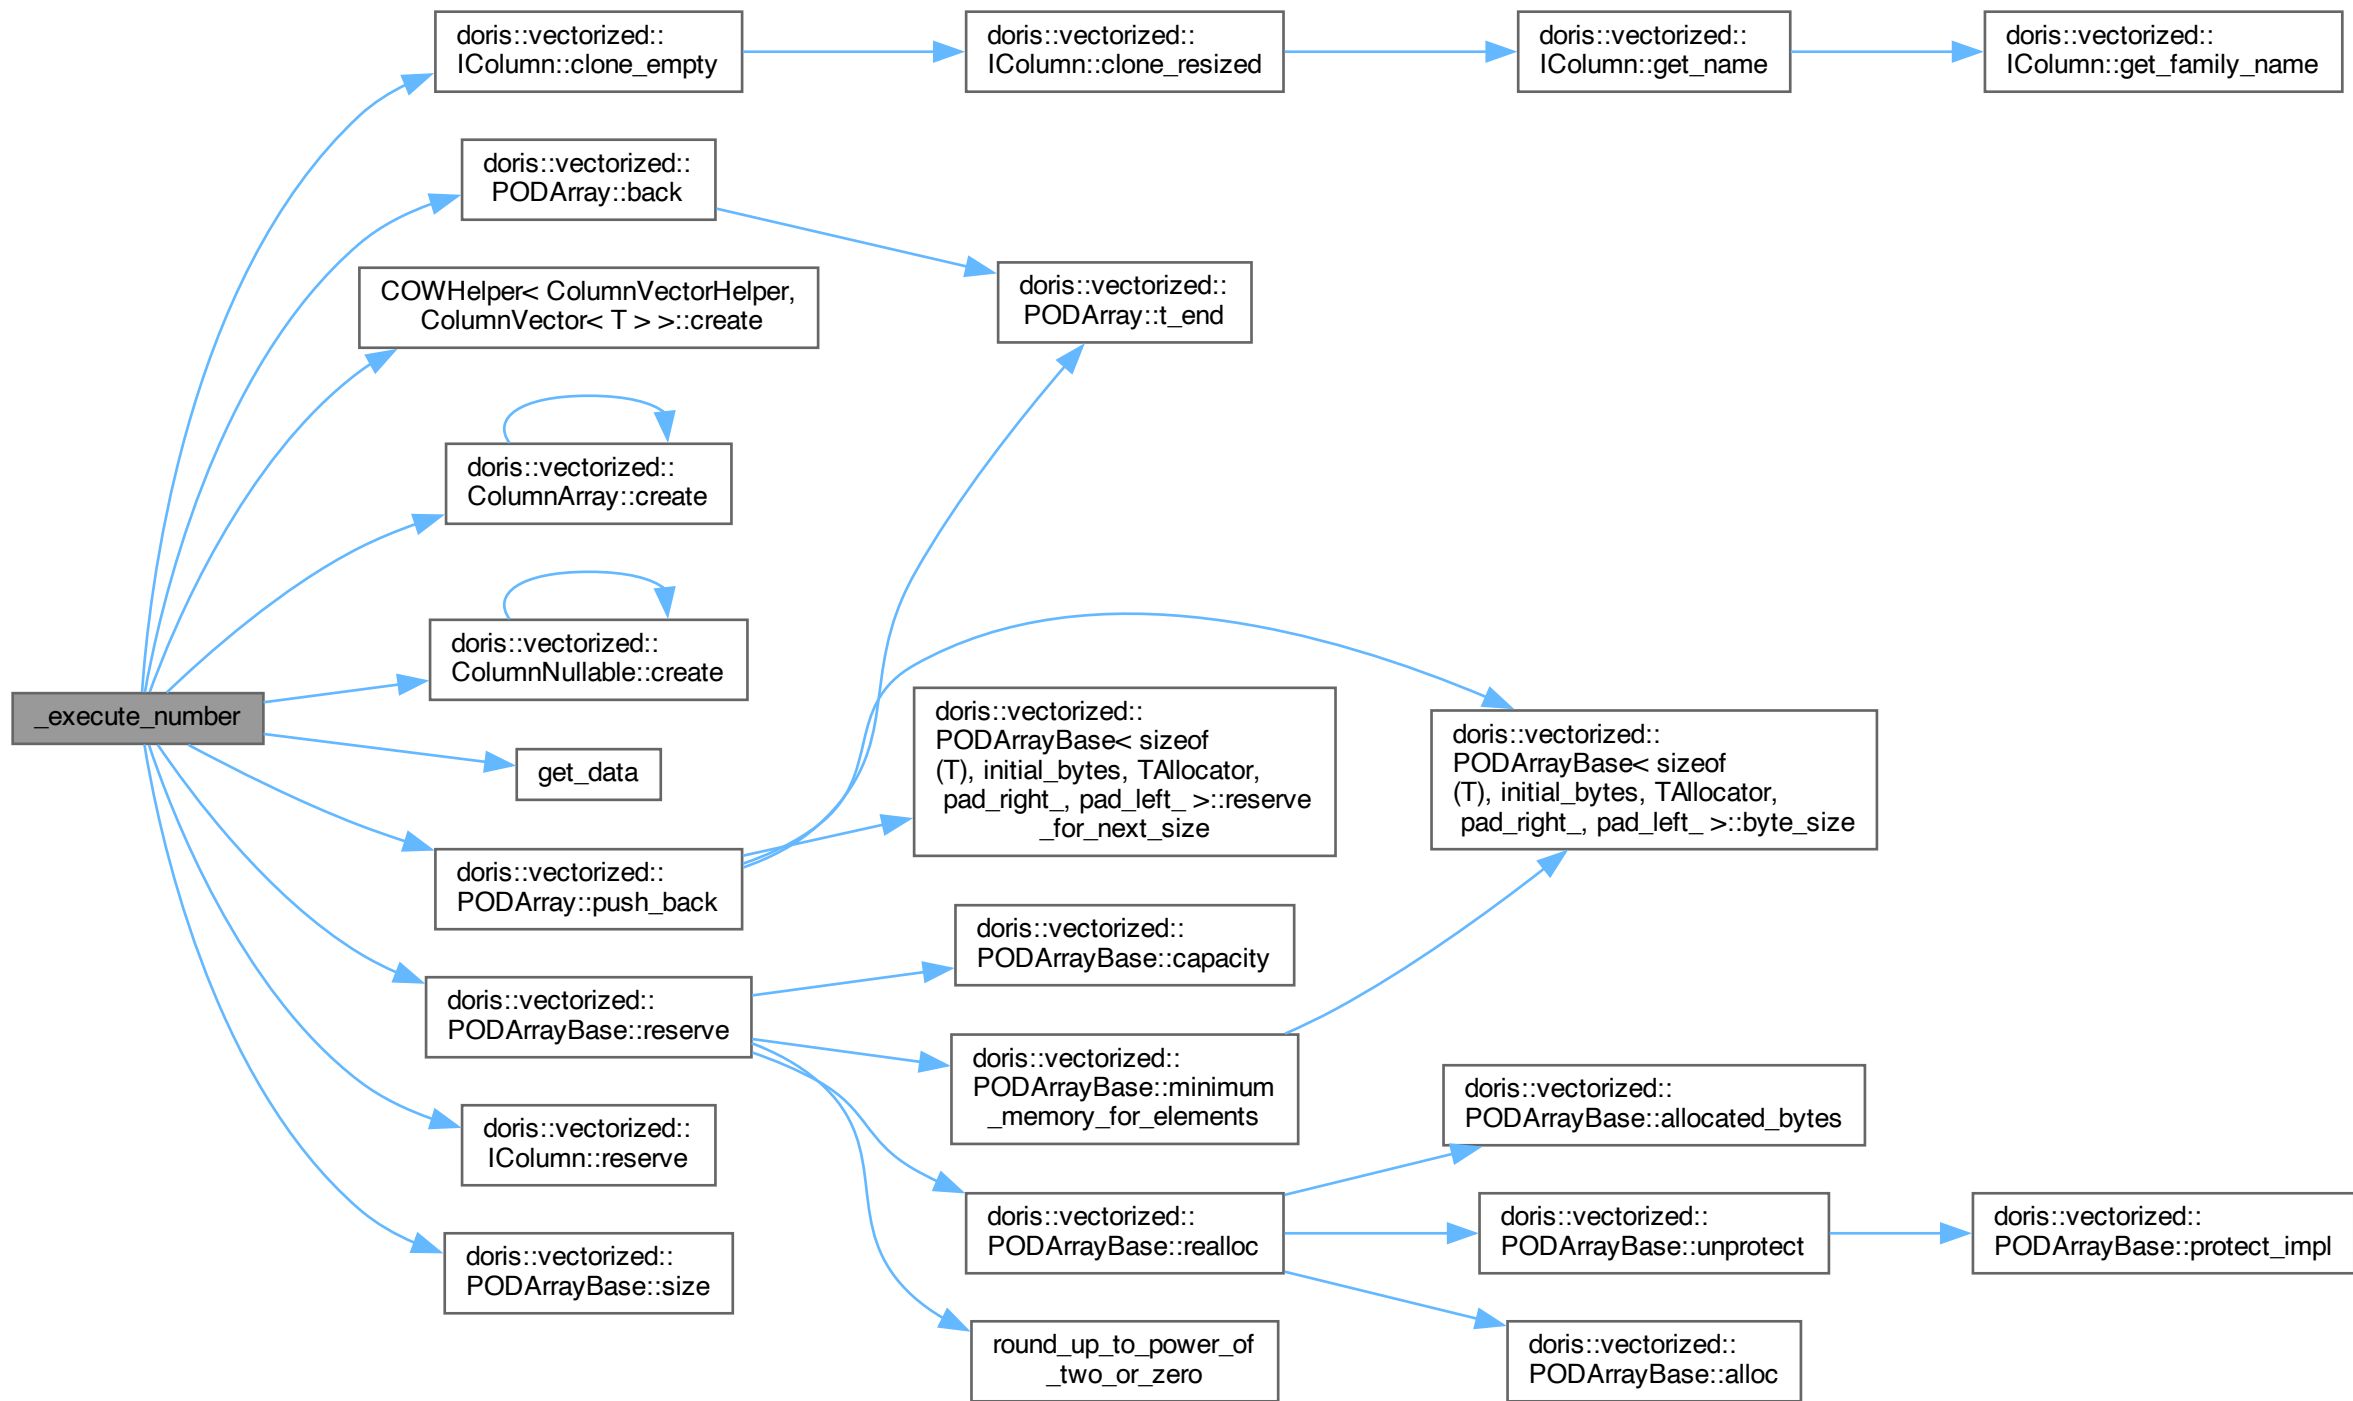 doris::vectorized::
IColumn::clone_empty
doris::vectorized::
IColumn::clone_resized
doris::vectorized::
IColumn::get_name
doris::vectorized::
IColumn::get_family_name
doris::vectorized::
PODArray::back
doris::vectorized::
PODArray::t_end
COWHelper< ColumnVectorHelper,
ColumnVector< T > >::create
doris::vectorized::
ColumnArray::create
doris::vectorized::
ColumnNullable::create
_execute_number
get_data
doris::vectorized::
PODArrayBase< sizeof
(T), initial_bytes, TAllocator,
pad_right_, pad_left_ >::reserve
_for_next_size
doris::vectorized::
PODArrayBase< sizeof
(T), initial_bytes, TAllocator,
pad_right_, pad_left_ >::byte_size
doris::vectorized::
PODArray::push_back
doris::vectorized::
PODArrayBase::capacity
doris::vectorized::
PODArrayBase::reserve
doris::vectorized::
PODArrayBase::minimum
_memory_for_elements
doris::vectorized::
PODArrayBase::allocated_bytes
doris::vectorized::
IColumn::reserve
doris::vectorized::
PODArrayBase::realloc
doris::vectorized::
PODArrayBase::unprotect
doris::vectorized::
PODArrayBase::protect_impl
doris::vectorized::
PODArrayBase::size
round_up_to_power_of
_two_or_zero
doris::vectorized::
PODArrayBase::alloc